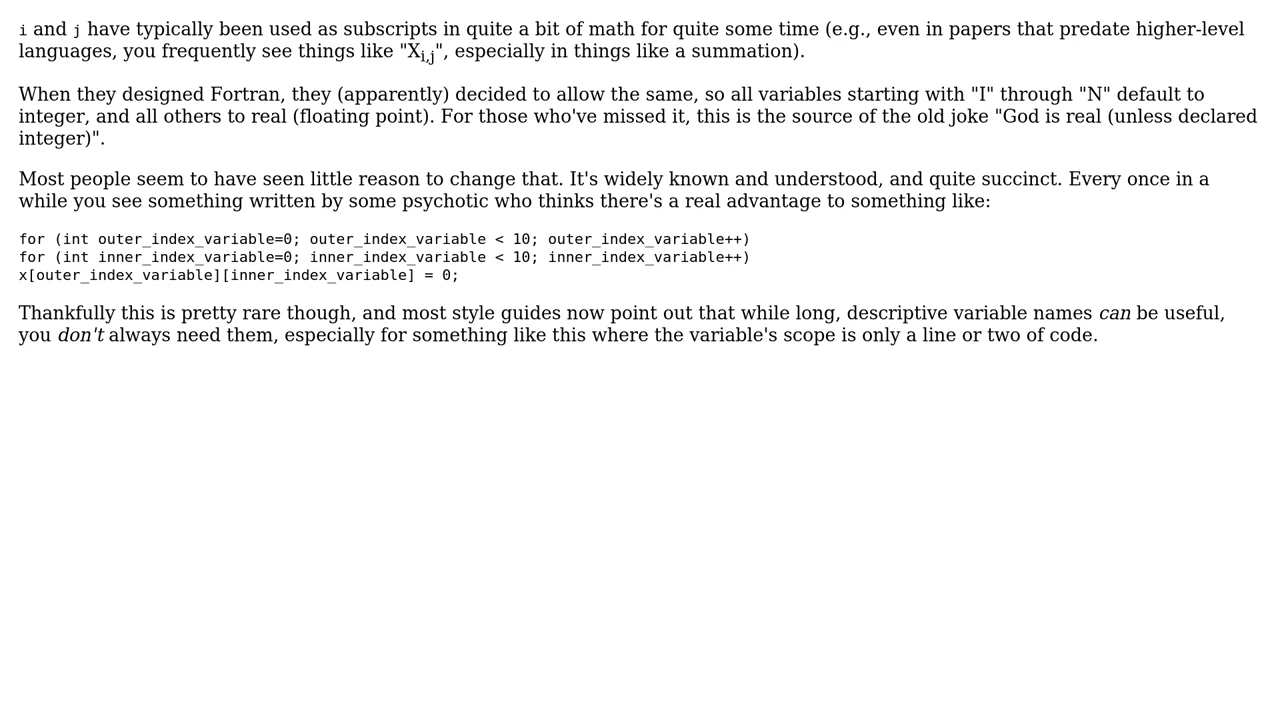 i and j have typically been used as subscripts in quite a bit of math for quite some time (e.g., even in papers that predate higher-level
languages, you frequently see things like "Xi,j", especially in things like a summation).
When they designed Fortran, they (apparently) decided to allow the same, so all variables starting with "I" through "N" default to
integer, and all others to real (floating point). For those who've missed it, this is the source of the old joke "God is real (unless declared
integer)".
Most people seem to have seen little reason to change that. It's widely known and understood, and quite succinct. Every once in a
while you see something written by some psychotic who thinks there's a real advantage to something like:
for (int outer_index_variable=0; outer_index_variable < 10; outer_index_variable++)
for (int inner_index_variable=0; inner_index_variable < 10; inner_index_variable++)
x[outer_index_variable][inner_index_variable] = 0;
Thankfully this is pretty rare though, and most style guides now point out that while long, descriptive variable names can be useful,
you don't always need them, especially for something like this where the variable's scope is only a line or two of code.